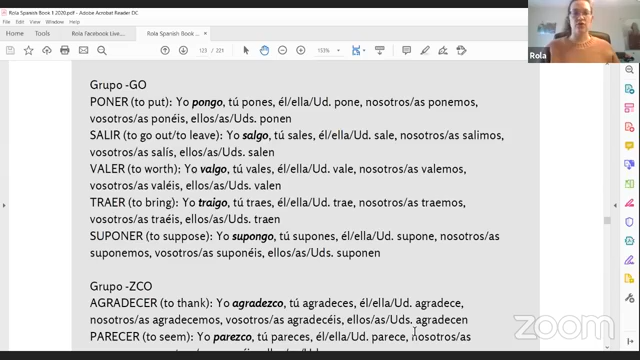 Rola Spanish Book 1 2020.pdf - Adobe Acrobat Reader DC
File Edit View Window Help
Home
Tools
Rola Facebook Live...
Rola Spanish Book ...
123 / 221
153%
Rola
Grupo -GO
PONER (to put): Yo pongo, tú pones, él/ella/Ud. pone, nosotros/as ponemos,
vosotros/as ponéis, ellos/as/Uds. ponen
SALIR (to go out/to leave): Yo salgo, tú sales, él/ella/Ud. sale, nosotros/as salimos,
vosotros/as salís, ellos/as/Uds. salen
VALER (to worth): Yo valgo, tú vales, él/ella/Ud. vale, nosotros/as valemos,
vosotros/as valéis, ellos/as/Uds. valen
TRAER (to bring): Yo traigo, tú traes, él/ella/Ud. trae, nosotros/as traemos,
vosotros/as traéis, ellos/as/Uds. traen
SUPONER (to suppose): Yo supongo, tú supones, él/ella/Ud. supone, nosotros/as
suponemos, vosotros/as suponéis, ellos/as/Uds. suponen
Grupo -ZCO
AGRADECER (to thank): Yo agradezco, tú agradeces, él/ella/Ud. agradece,
nosotros/as agradecemos, vosotros/as agradecéis, ellos/as/Uds. agradecen
PARECER (to seem): Yo parezco, tú pareces, él/ella/Ud. parece, nosotros/as
zoom